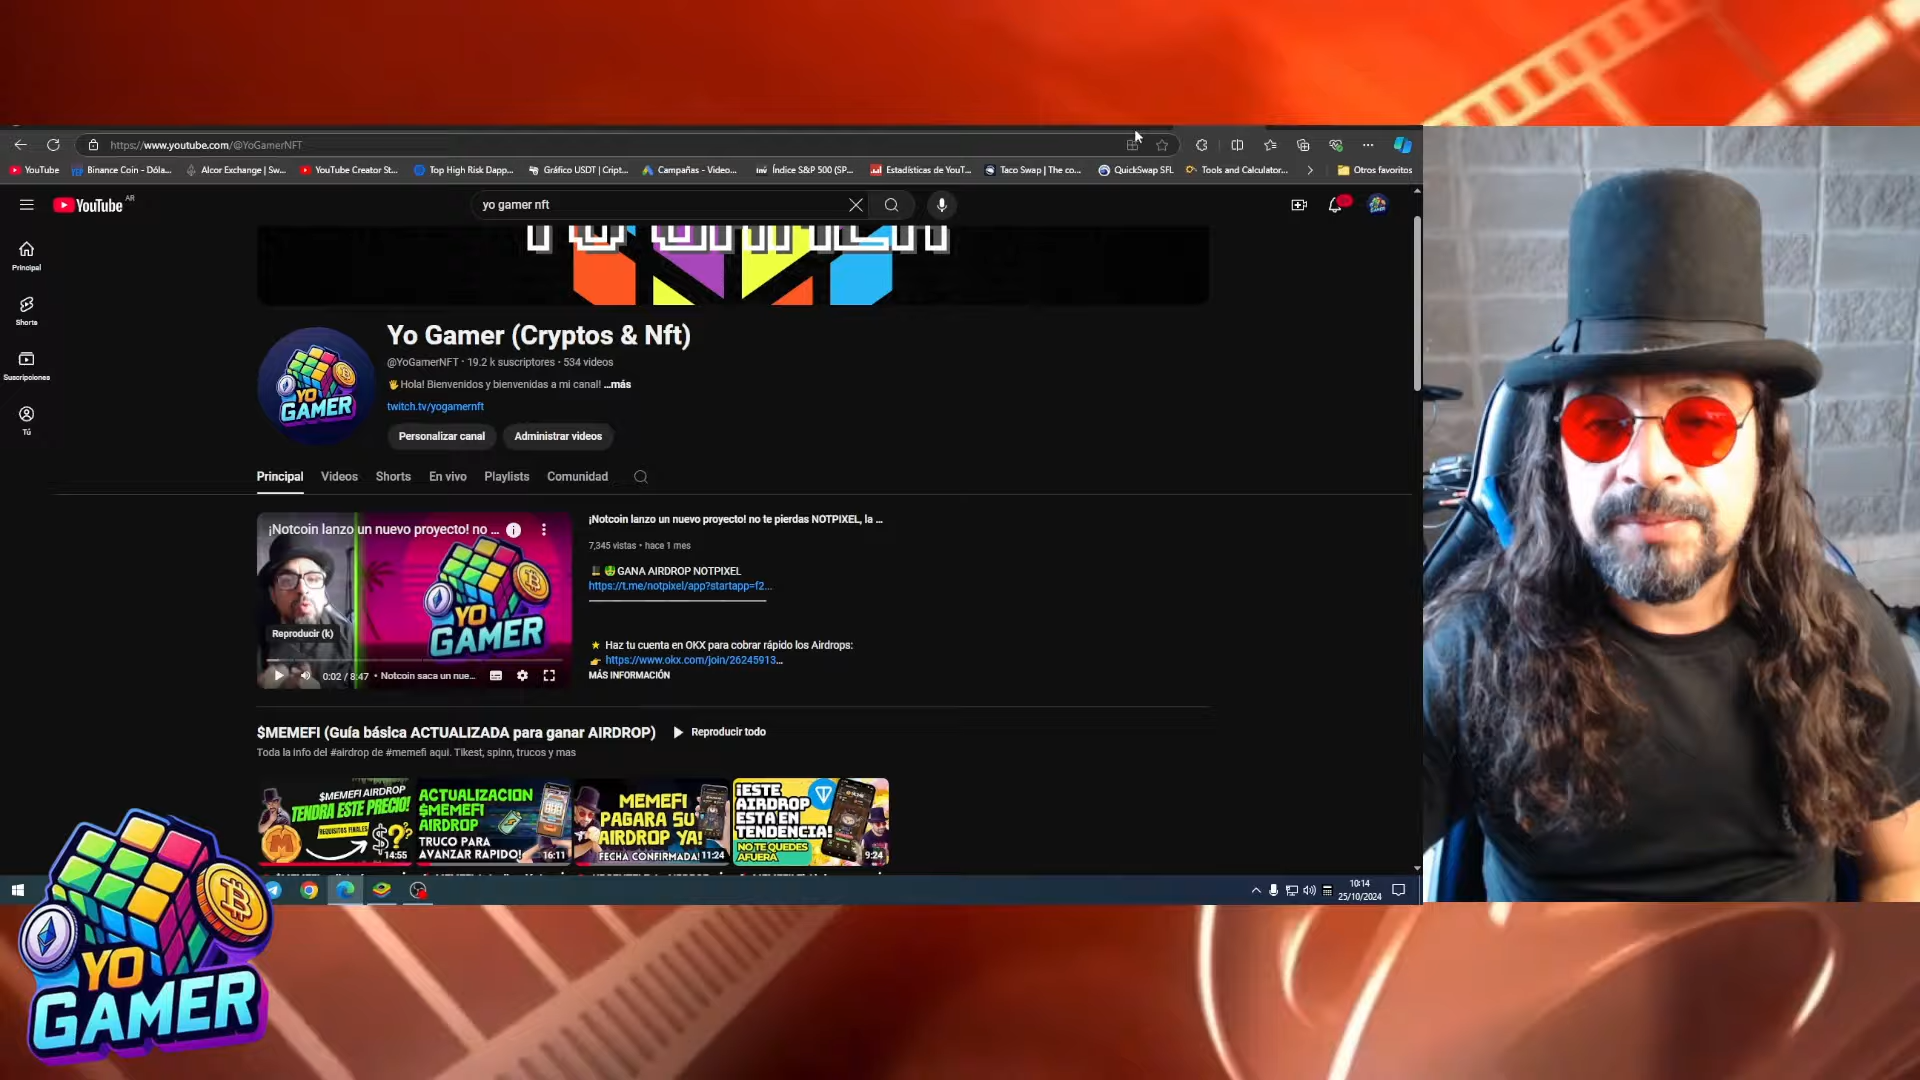 https://www.youtube.com/@YoGamerNFT
YouTube
Binance Coin - Dóla...
Alcor Exchange | Sw...
YouTube Creator St...
Top High Risk Dapp...
Gráfico USDT | Cript...
Campañas - Video...
Índice S&P 500 (SP...
Estadísticas de YouT...
Taco Swap | The co...
QuickSwap SFL
Tools and Calculator...
Otros favoritos
YouTube AR
yo gamer nft
Principal
Shorts
Suscripciones
Tú
YO GAMER
Yo Gamer (Cryptos & Nft)
@YoGamerNFT · 19.2 k suscriptores · 534 videos
Hola! Bienvenidos y bienvenidas a mi canal! ...más
twitch.tv/yogamernft
Personalizar canal
Administrar videos
YO
GAMER
Principal
Videos
Shorts
En vivo
Playlists
Comunidad
¡Notcoin lanzo un nuevo proyecto! no ...
YO
GAMER
Reproducir (k)
0:02 / 8:47 • Notcoin saca un nue...
¡Notcoin lanzo un nuevo proyecto! no te pierdas NOTPIXEL, la ...
7,345 vistas • hace 1 mes
GANA AIRDROP NOTPIXEL
https://t.me/notpixel/app?startapp=f2...
Haz tu cuenta en OKX para cobrar rápido los Airdrops:
https://www.okx.com/join/26245913...
MÁS INFORMACIÓN
$MEMEFI (Guía básica ACTUALIZADA para ganar AIRDROP)
Reproducir todo
Toda la info del #airdrop de #memefi aqui. Tikest, spinn, trucos y mas
$MEMEFI AIRDROP
TENDRA ESTE PRECIO!
REQUISITOS FINALES
$??
14:55
ACTUALIZACION
$MEMEFI
AIRDROP
TRUCO PARA
AVANZAR RAPIDO!
16:11
MEMEFI
PAGARA SU
AIRDROP YA!
FECHA CONFIRMADA!
11:24
¡ESTE
AIRDROP
ESTA EN
TENDENCIA!
NO TE QUEDES
AFUERA
9:24
10:14
25/10/2024
YO
GAMER